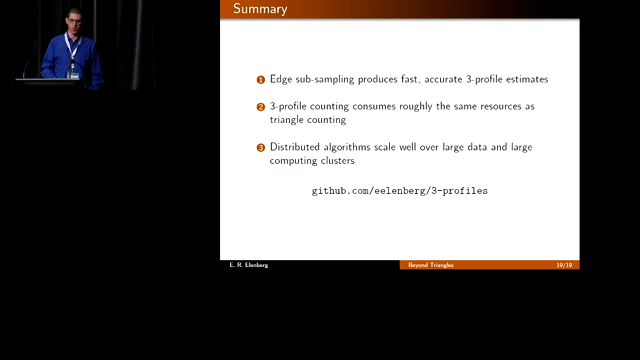 Summary
1 Edge sub-sampling produces fast, accurate 3-profile estimates
2 3-profile counting consumes roughly the same resources as
triangle counting
3 Distributed algorithms scale well over large data and large
computing clusters
github.com/eelenberg/3-profiles
E. R. Elenberg
Beyond Triangles
19/19